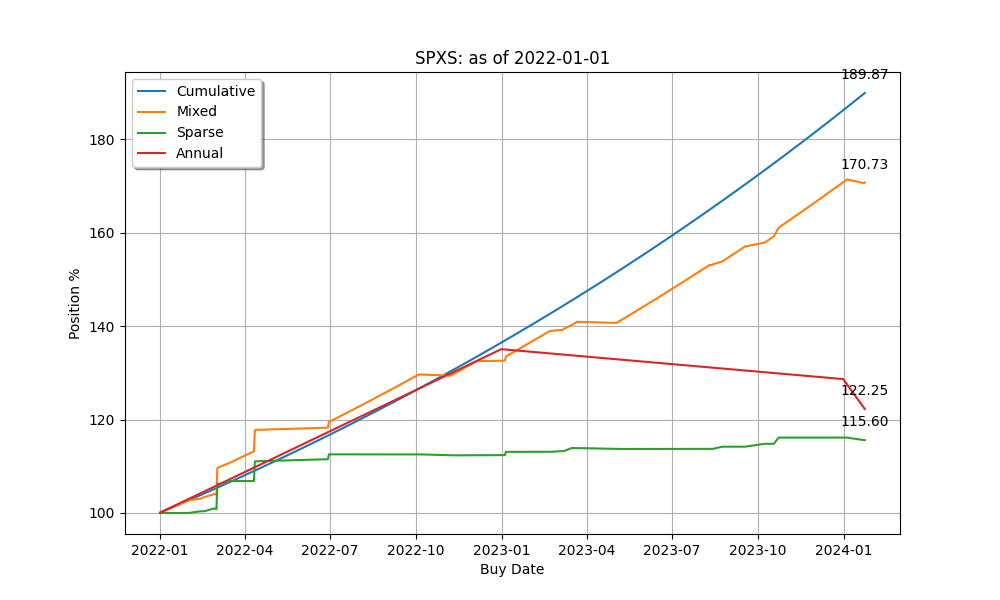 SPXS: as of 2022-01-01
189.87
Cumulative
Mixed
Sparse
Annual
170.73
122.25
115.60
180
160
140
120
100
Position %
2022-01
2022-04
2022-07
2022-10
2023-01
2023-04
2023-07
2023-10
2024-01
Buy Date